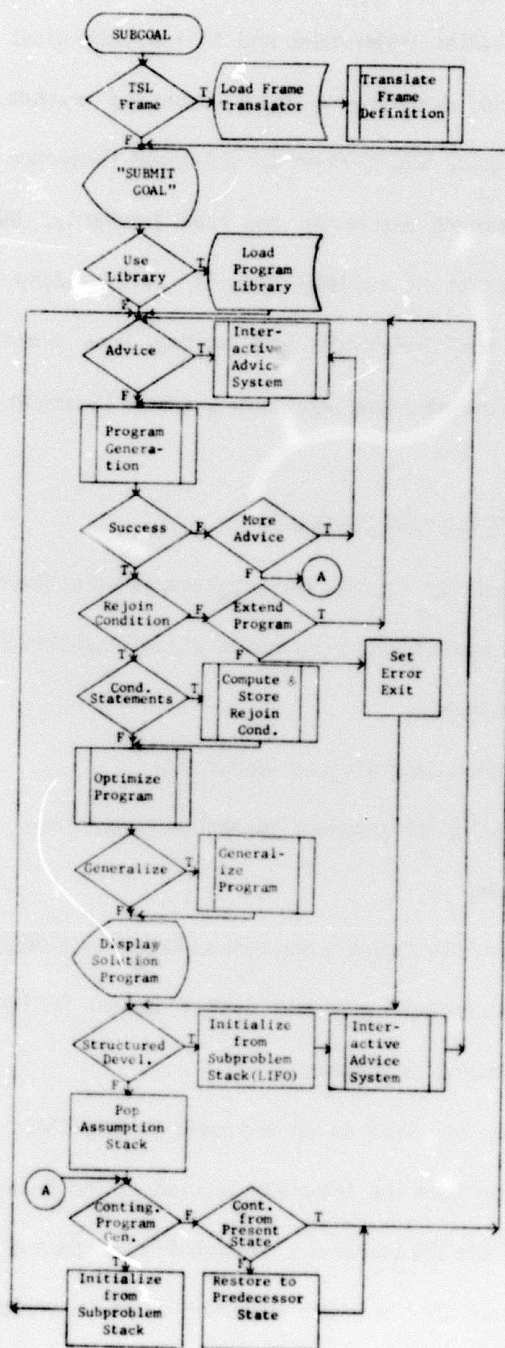 SUBGOAL
TSL
Frame
T
Load Frame
Translator
Translate
Frame
Definition
F
"SUBMIT
GOAL"
Use
Library
T
Load
Program
Library
F
Advice
T
Inter-
active
Advice
System
F
Program
Genera-
tion
Success
F
More
Advice
T
T
F
A
Rejoin
Condition
F
Extend
Program
T
T
F
Set
Error
Exit
Cond.
Statements
T
Compute &
Store
Rejoin
Cond.
F
Optimize
Program
Generalize
T
General-
ize
Program
F
Display
Solution
Program
Structured
Devel.
T
Initialize
from
Subproblem
Stack(LIFO)
Inter-
active
Advice
System
F
Pop
Assumption
Stack
A
Conting.
Program
Gen.
F
Cont.
from
Present
State
T
T
F
Initialize
from
Subproblem
Stack
Restore to
Predecessor
State